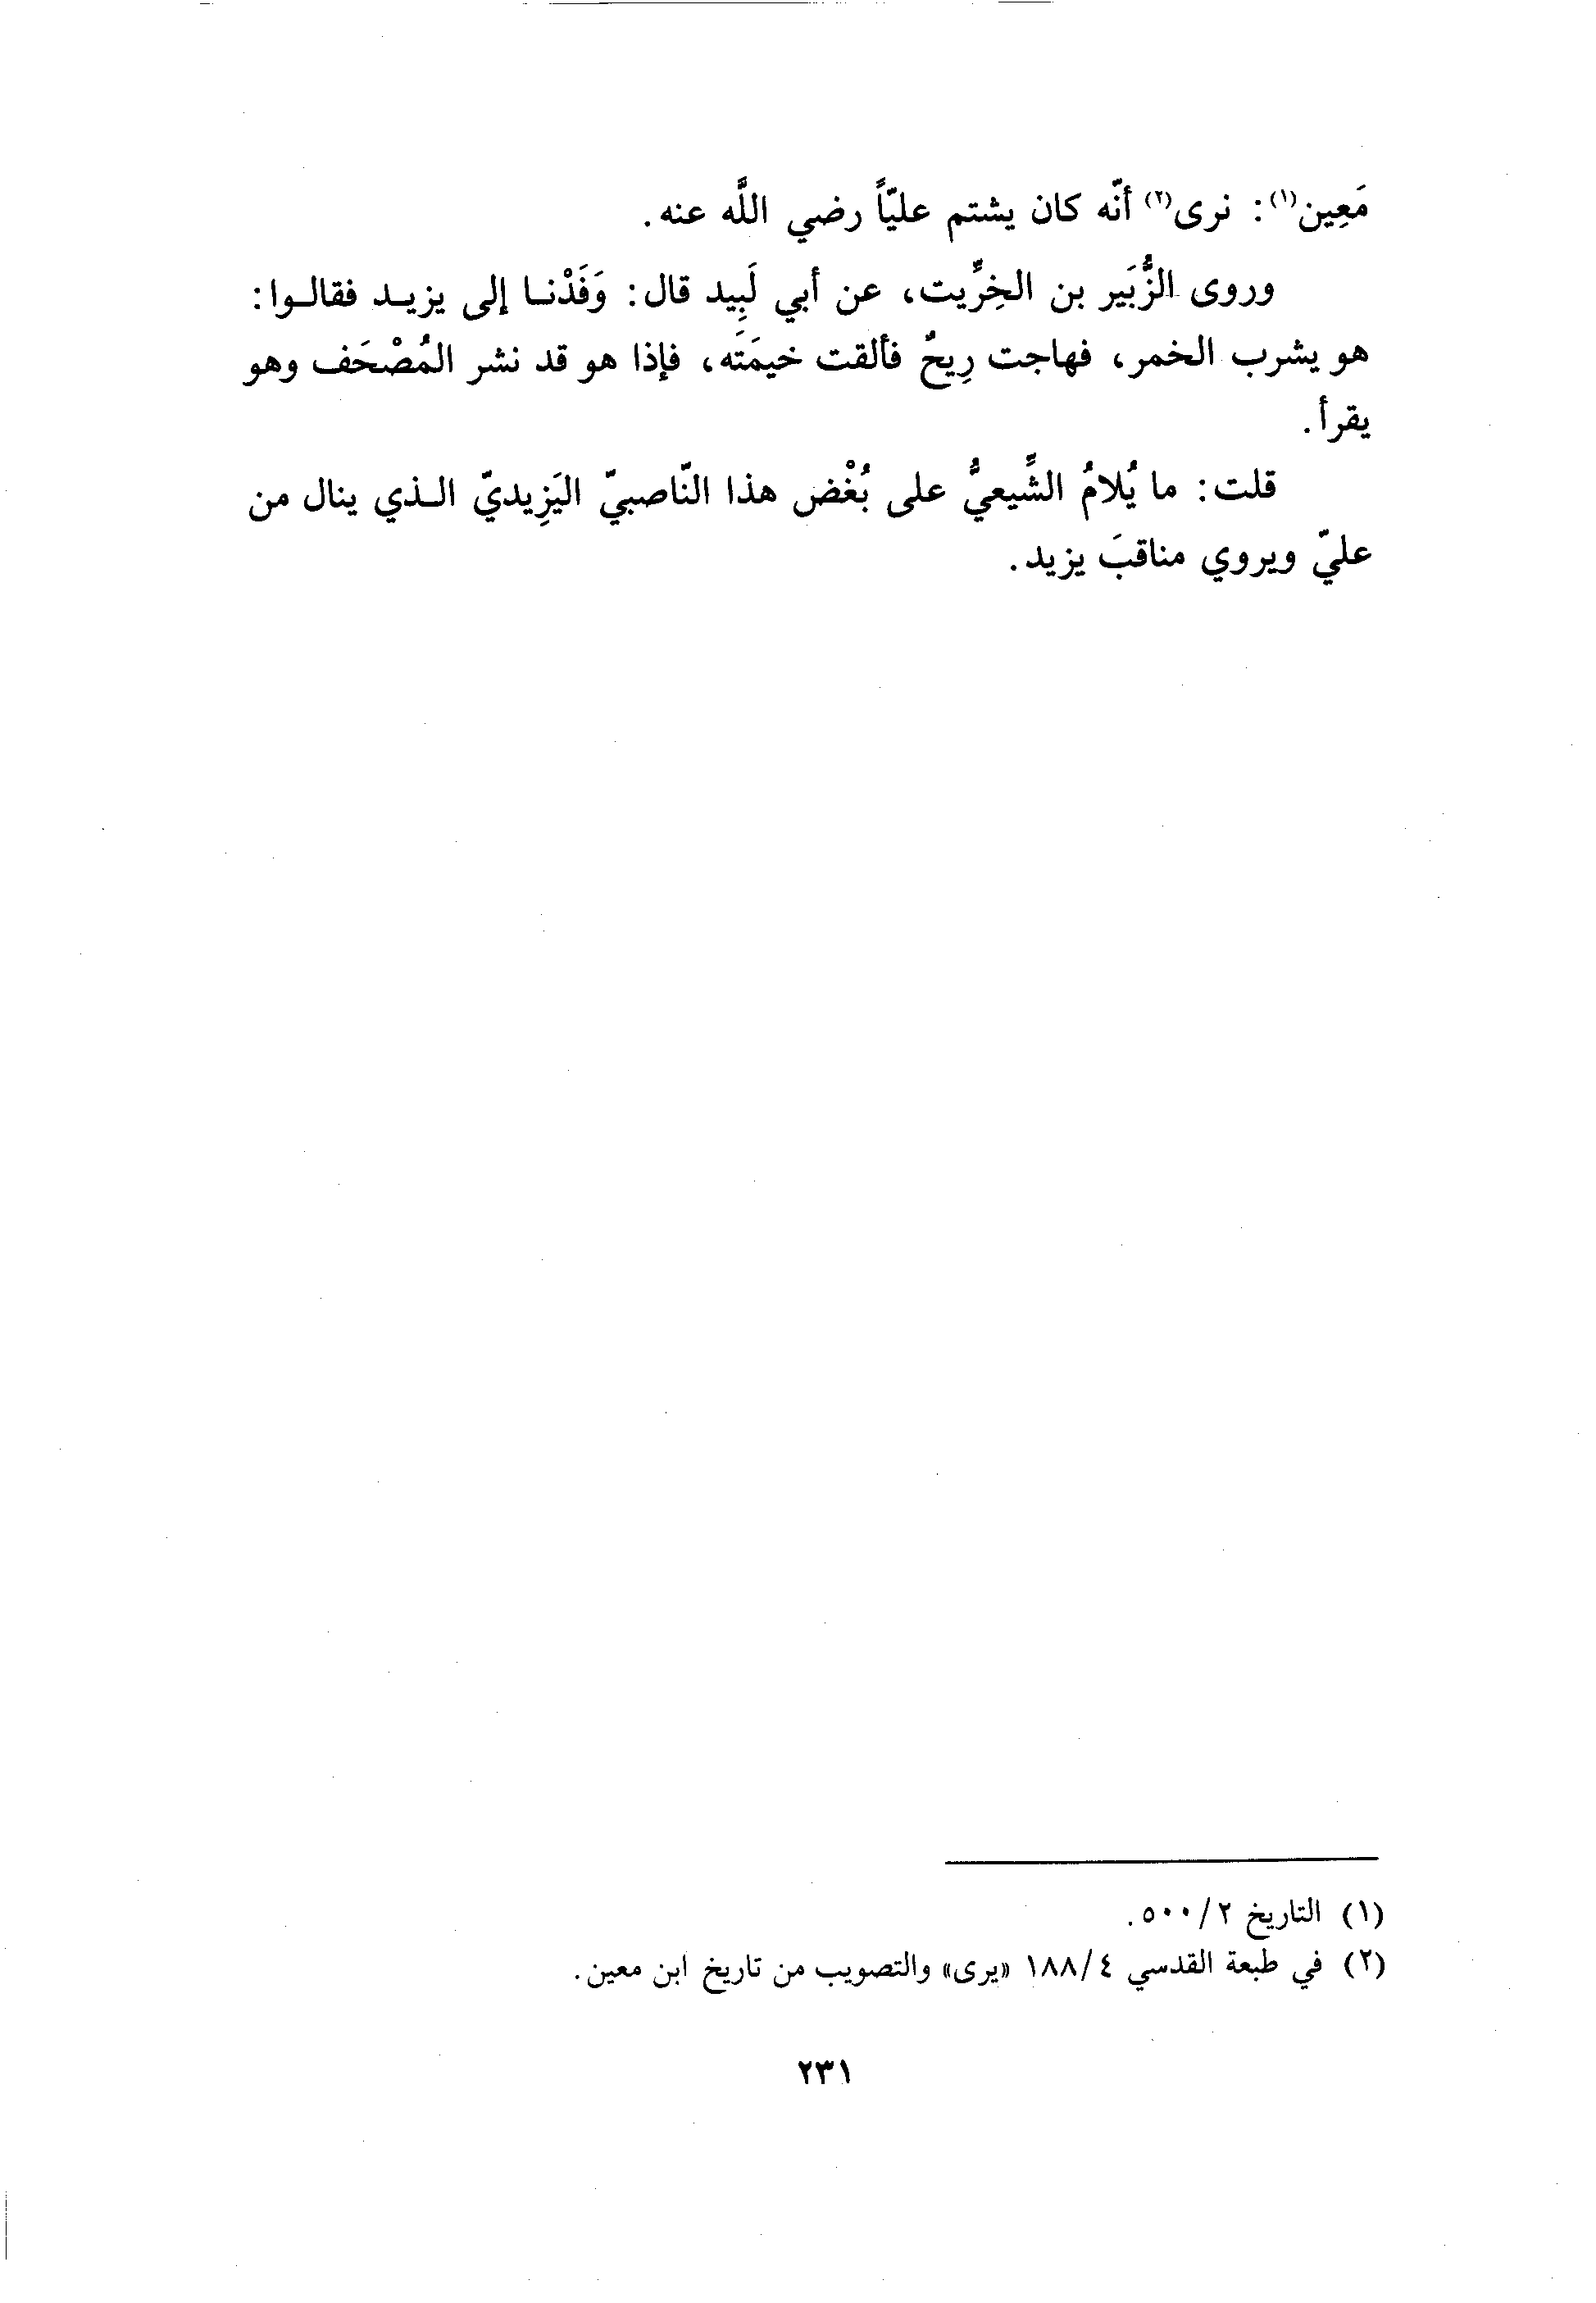 مَعِين(١): نرى(٢) أنّه كان يشتم عليّاً رضي اللَّه عنه.
وروى الزُّبَير بن الخِرِّيت، عن أبي لَبِيد قال: وَفَدْنا إلى يزيد فقالوا:
هو يشرب الخمر، فهاجت رِيحٌ فألقت خيمَتَه، فإذا هو قد نشر المُصْحَف وهو
يقرأ.
قلت: ما يُلامُ الشِّيعيُّ على بُغْض هذا النّاصبيّ اليَزِيديّ الذي ينال من
عليّ ويروي مناقبَ يزيد.
(١) التاريخ ٢/ ٥٠٠.
(٢) في طبعة القدسي ٤/ ١٨٨ «يرى» والتصويب من تاريخ ابن معين.
٢٣١